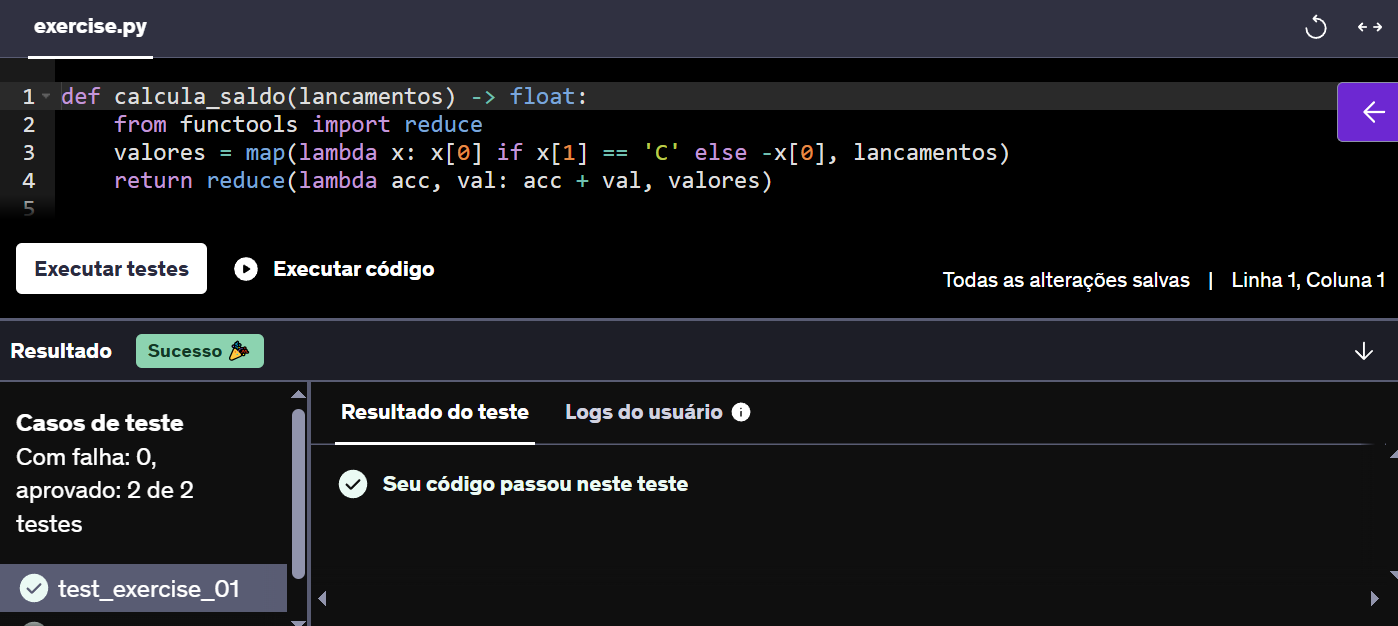 exercise.py
1 def calcula_saldo(lancamentos) -> float:
2     from functools import reduce
3     valores = map(lambda x: x[0] if x[1] == 'C' else -x[0], lancamentos)
4     return reduce(lambda acc, val: acc + val, valores)
5
Executar testes
Executar código
Todas as alterações salvas | Linha 1, Coluna 1
Resultado
Sucesso 🎉
Casos de teste
Com falha: 0,
aprovado: 2 de 2
testes
test_exercise_01
Resultado do teste
Logs do usuário
Seu código passou neste teste